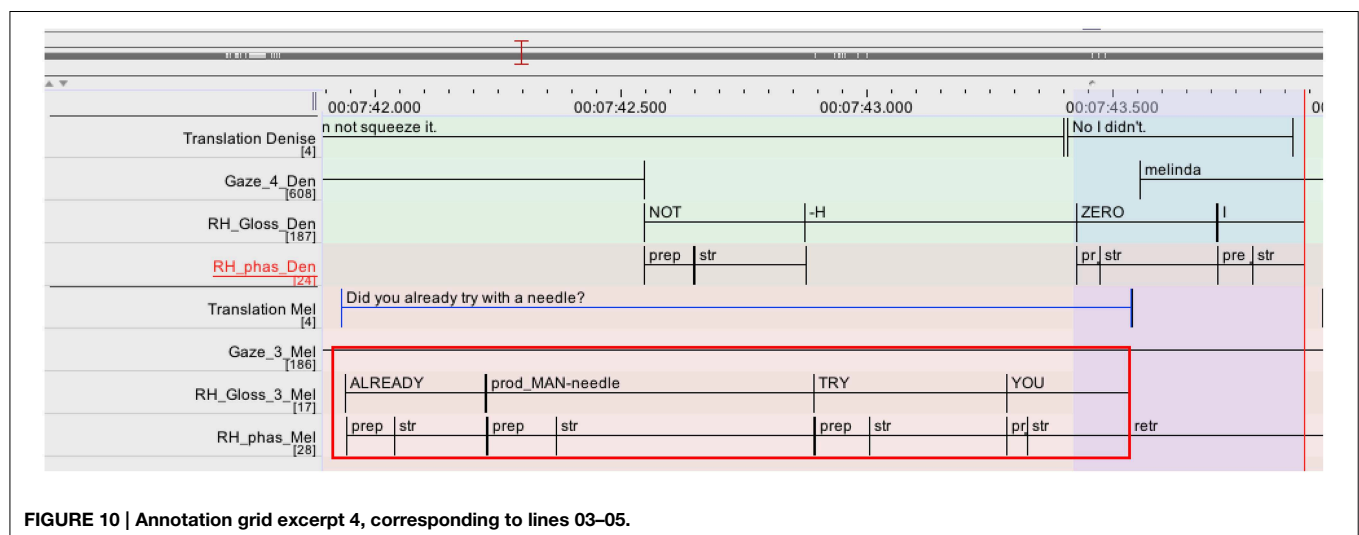 00:07:42.000 00:07:42.500 00:07:43.000 00:07:43.500 00
Translation Denise n not squeeze it. No I didn't.
[4]
Gaze_4_Den melinda
[608]
RH_Gloss_Den NOT -H ZERO I
[187]
RH_phas_Den prep str pr. str pre. str
[24]
Translation Mel Did you already try with a needle?
[4]
Gaze_3_Mel
[186]
RH_Gloss_3_Mel ALREADY prod_MAN-needle TRY YOU
[17]
RH_phas_Mel prep str prep str prep str pr. str retr
[28]
FIGURE 10 | Annotation grid excerpt 4, corresponding to lines 03–05.